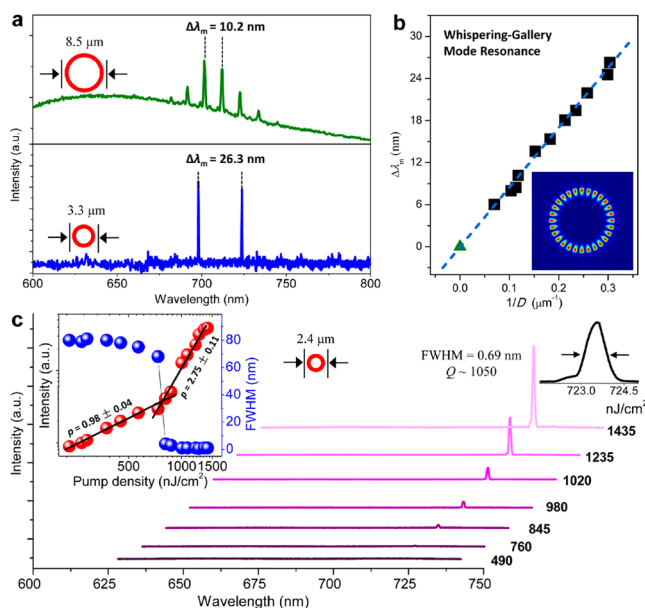 a
8.5 μm
Δλm = 10.2 nm
Δλm = 26.3 nm
3.3 μm
Intensity (a.u.)
600 650 700 750 800
Wavelength (nm)
b
Whispering-Gallery
Mode Resonance
Δλm (nm)
32
24
16
8
0
0.0 0.1 0.2 0.3
1/D (μm-1)
c
Intensity (a.u.)
p = 0.98 ± 0.04
p = 2.75 ± 0.11
80
60
40
20
0
FWHM (nm)
500 1000 1500
Pump density (nJ/cm2)
2.4 μm
FWHM = 0.69 nm
Q ~ 1050
723.0 724.5
nJ/cm2
1435
1235
1020
980
845
760
490
Intensity (a.u.)
600 625 650 675 700 725 750
Wavelength (nm)